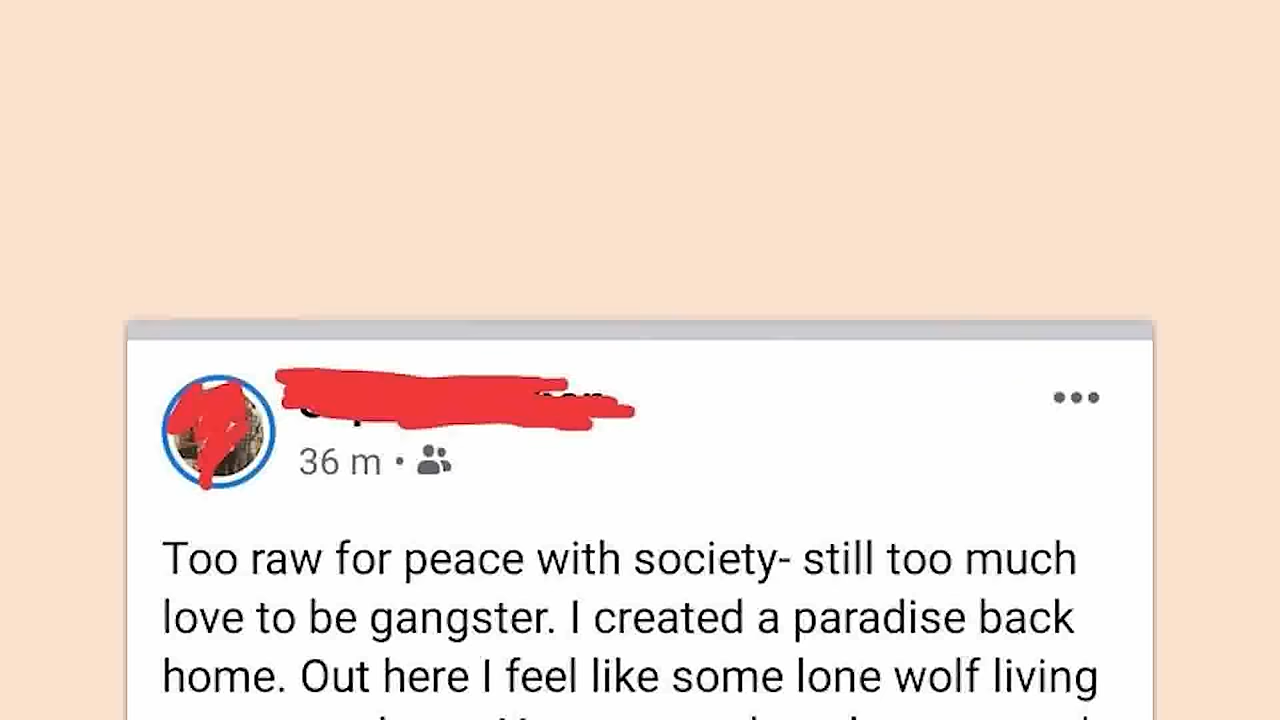 36 m
Too raw for peace with society- still too much
love to be gangster. I created a paradise back
home. Out here I feel like some lone wolf living